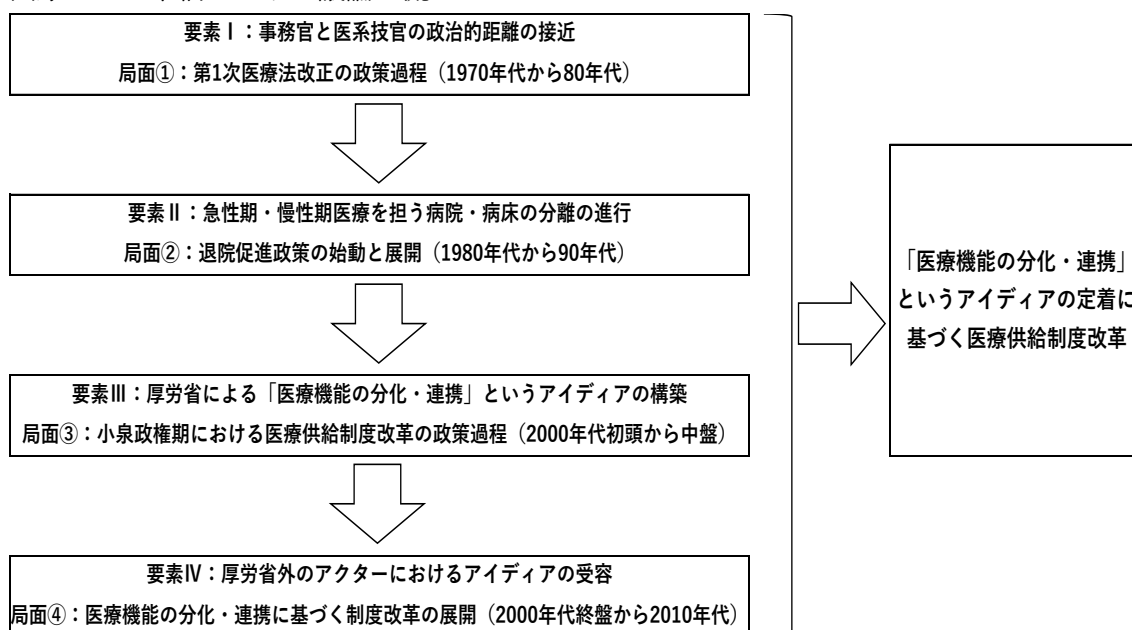 要素Ⅰ：事務官と医系技官の政治的距離の接近
局面①：第1次医療法改正の政策過程（1970年代から80年代）
要素Ⅱ：急性期・慢性期医療を担う病院・病床の分離の進行
局面②：退院促進政策の始動と展開（1980年代から90年代）
要素Ⅲ：厚労省による「医療機能の分化・連携」というアイディアの構築
局面③：小泉政権期における医療供給制度改革の政策過程（2000年代初頭から中盤）
要素Ⅳ：厚労省外のアクターにおけるアイディアの受容
局面④：医療機能の分化・連携に基づく制度改革の展開（2000年代終盤から2010年代）
「医療機能の分化・連携」
というアイディアの定着に
基づく医療供給制度改革